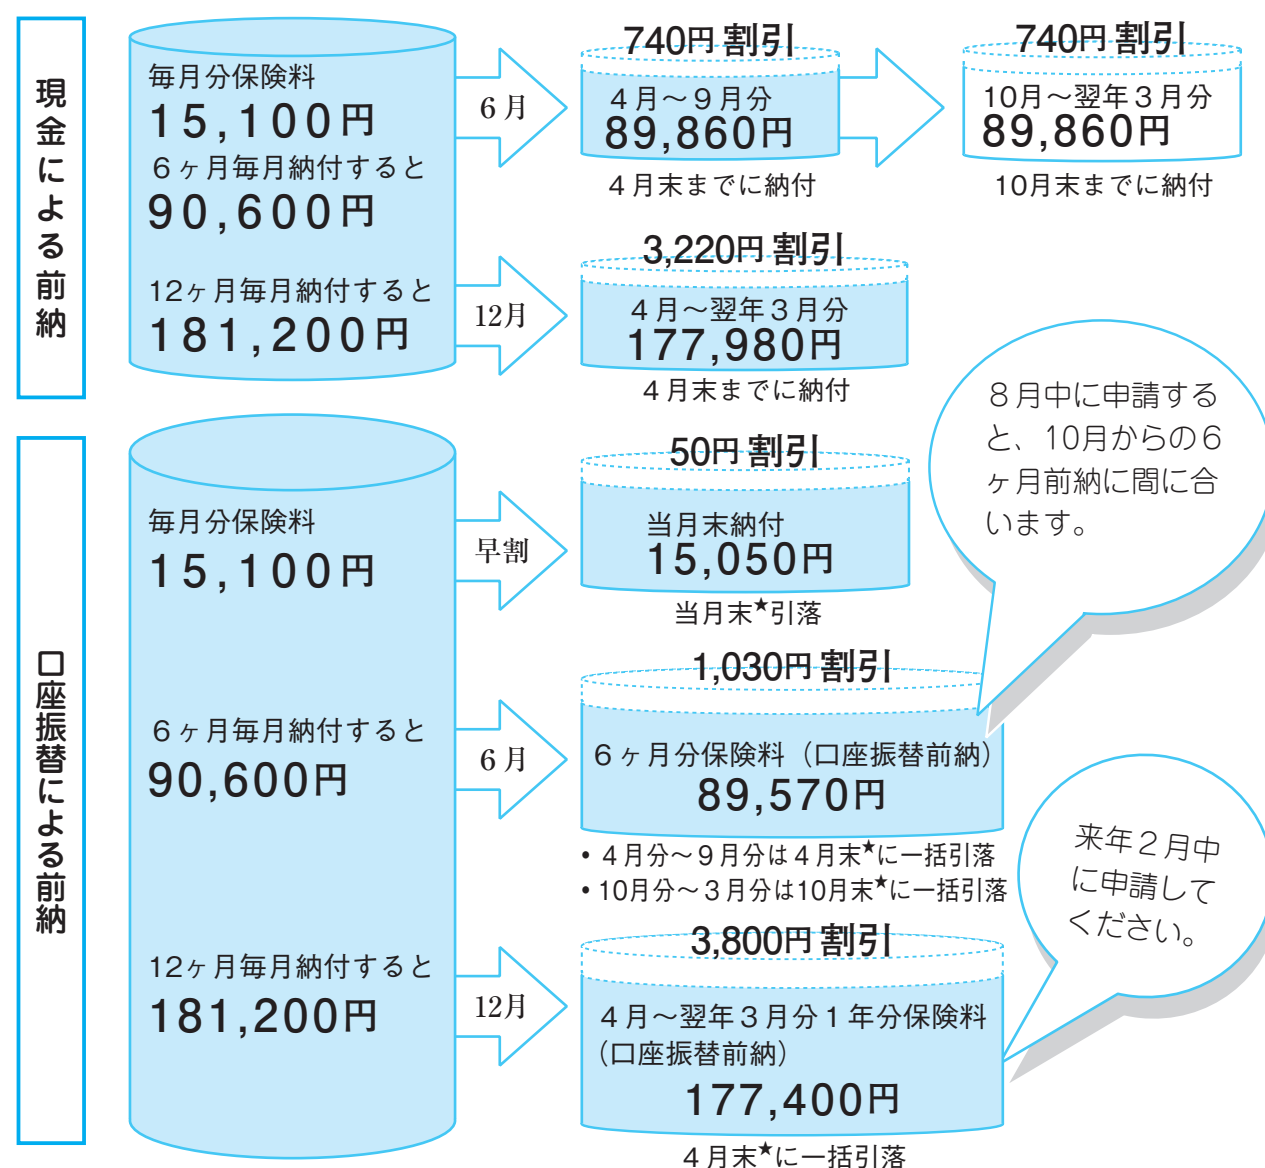 現金による前納
毎月分保険料
15,100円
6ヶ月毎月納付すると
90,600円
12ヶ月毎月納付すると
181,200円
6月
740円割引
4月～9月分
89,860円
4月末までに納付
740円割引
10月～翌年3月分
89,860円
10月末までに納付
12月
3,220円割引
4月～翌年3月分
177,980円
4月末までに納付
口座振替による前納
毎月分保険料
15,100円
6ヶ月毎月納付すると
90,600円
12ヶ月毎月納付すると
181,200円
早割
50円割引
当月末納付
15,050円
当月末★引落
6月
1,030円割引
6ヶ月分保険料（口座振替前納）
89,570円
• 4月分～9月分は4月末★に一括引落
• 10月分～3月分は10月末★に一括引落
8月中に申請する
と、10月からの6
ヶ月前納に間に合
います。
12月
3,800円割引
4月～翌年3月分1年分保険料
（口座振替前納）
177,400円
4月末★に一括引落
来年2月中
に申請して
ください。